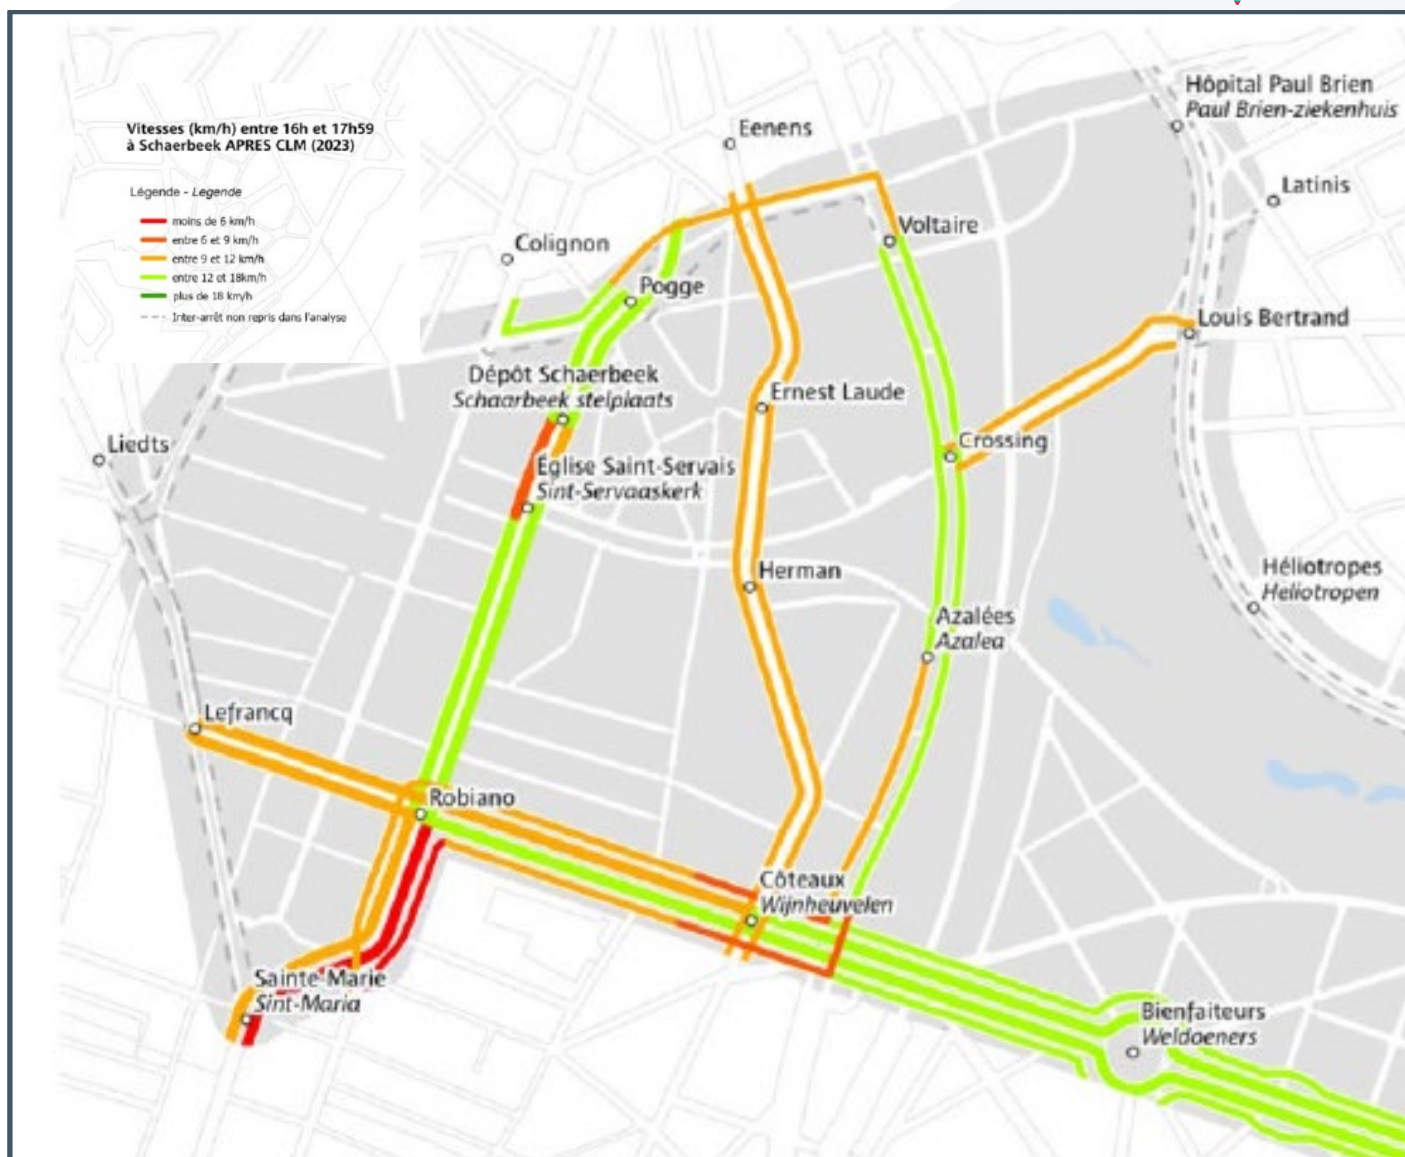 Vitesses (km/h) entre 16h et 17h59
à Schaerbeek APRES CLM (2023)
Légende - Legende
moins de 6 km/h
entre 6 et 9 km/h
entre 9 et 12 km/h
entre 12 et 18km/h
plus de 18 km/h
Inter-arrêt non repris dans l'analyse
Hôpital Paul Brien
Paul Brien-ziekenhuis
Eenens
Latinis
Voltaire
Colignon
Pogge
Louis Bertrand
Dépôt Schaerbeek
Schaarbeek stelplaats
Ernest Laude
Liedts
Crossing
Église Saint-Servais
Sint-Servaaskerk
Herman
Héliotropes
Heliotropen
Azalées
Azalea
Lefrancq
Robiano
Côteaux
Wijnheuvelen
Sainte-Marie
Sint-Maria
Bienfaiteurs
Weldoeners